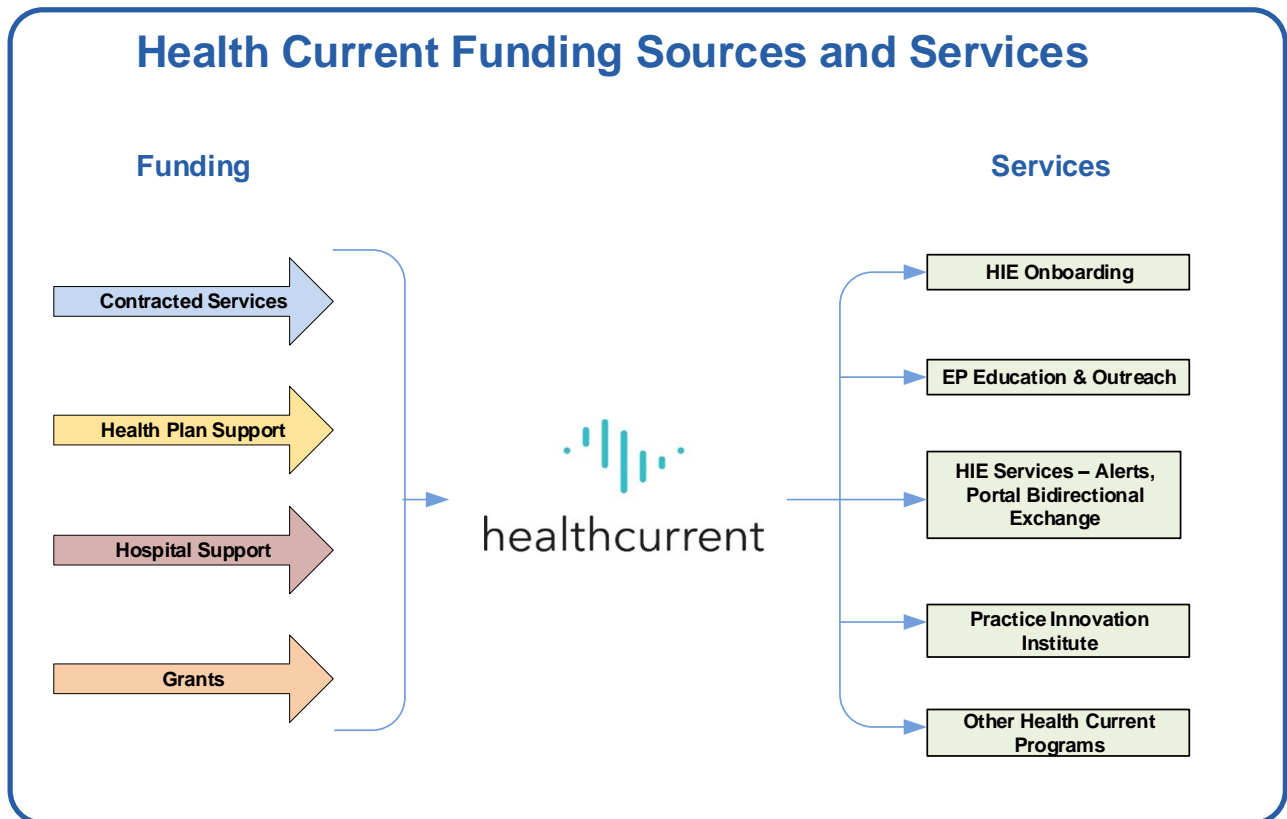 Health Current Funding Sources and Services
Funding
Services
Contracted Services
Health Plan Support
Hospital Support
Grants
healthcurrent
HIE Onboarding
EP Education & Outreach
HIE Services – Alerts,
Portal Bidirectional
Exchange
Practice Innovation
Institute
Other Health Current
Programs